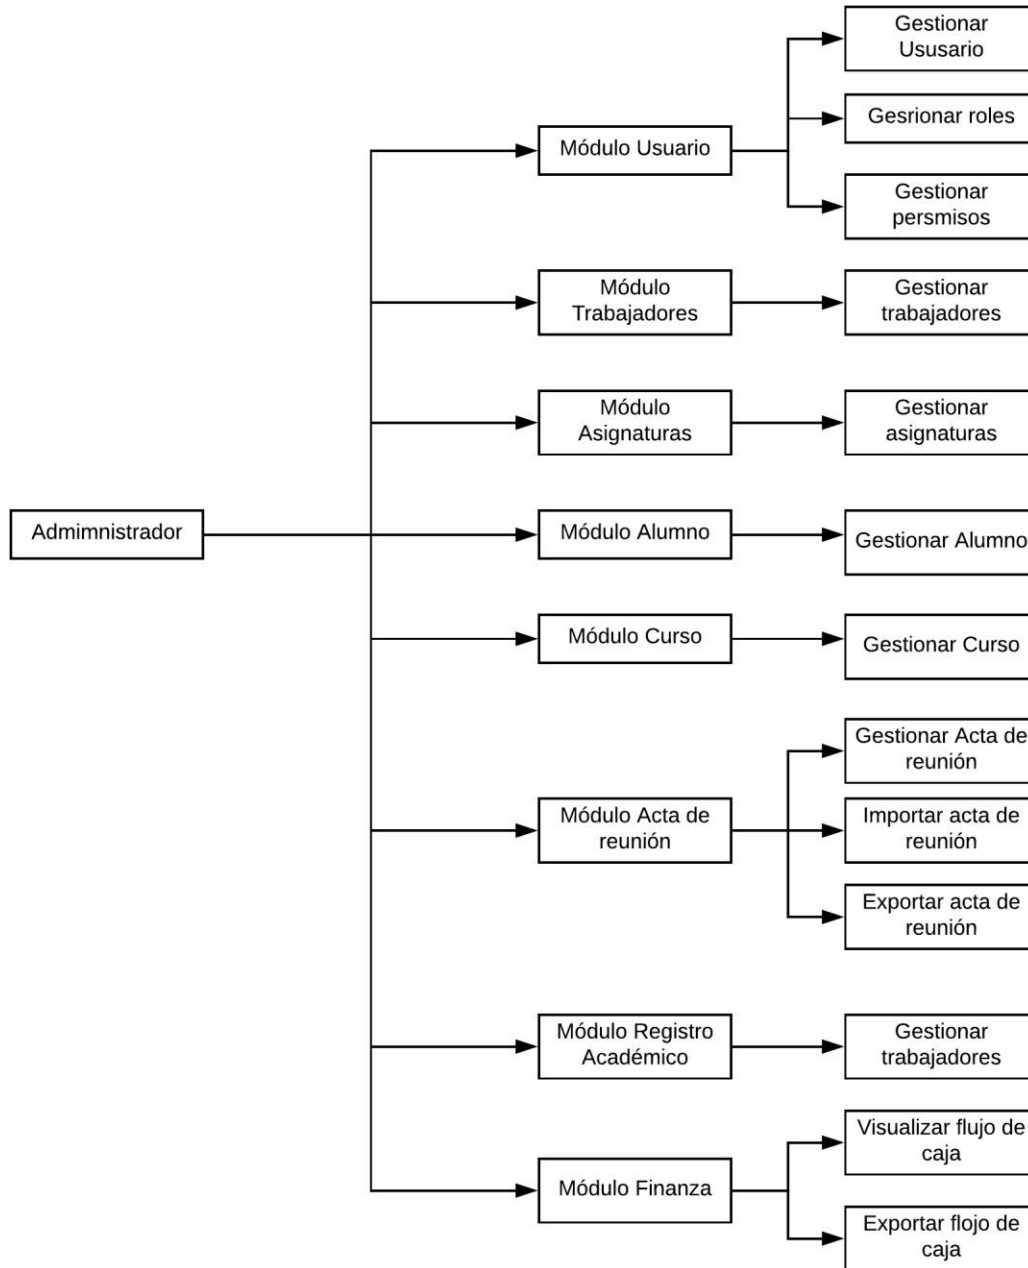 Gestionar
Ususario
Gesrionar roles
Módulo Usuario
Gestionar
persmisos
Módulo
Trabajadores
Gestionar
trabajadores
Módulo
Asignaturas
Gestionar
asignaturas
Admimnistrador
Módulo Alumno
Gestionar Alumno
Módulo Curso
Gestionar Curso
Gestionar Acta de
reunión
Módulo Acta de
reunión
Importar acta de
reunión
Exportar acta de
reunión
Módulo Registro
Académico
Gestionar
trabajadores
Visualizar flujo de
caja
Módulo Finanza
Exportar flojo de
caja